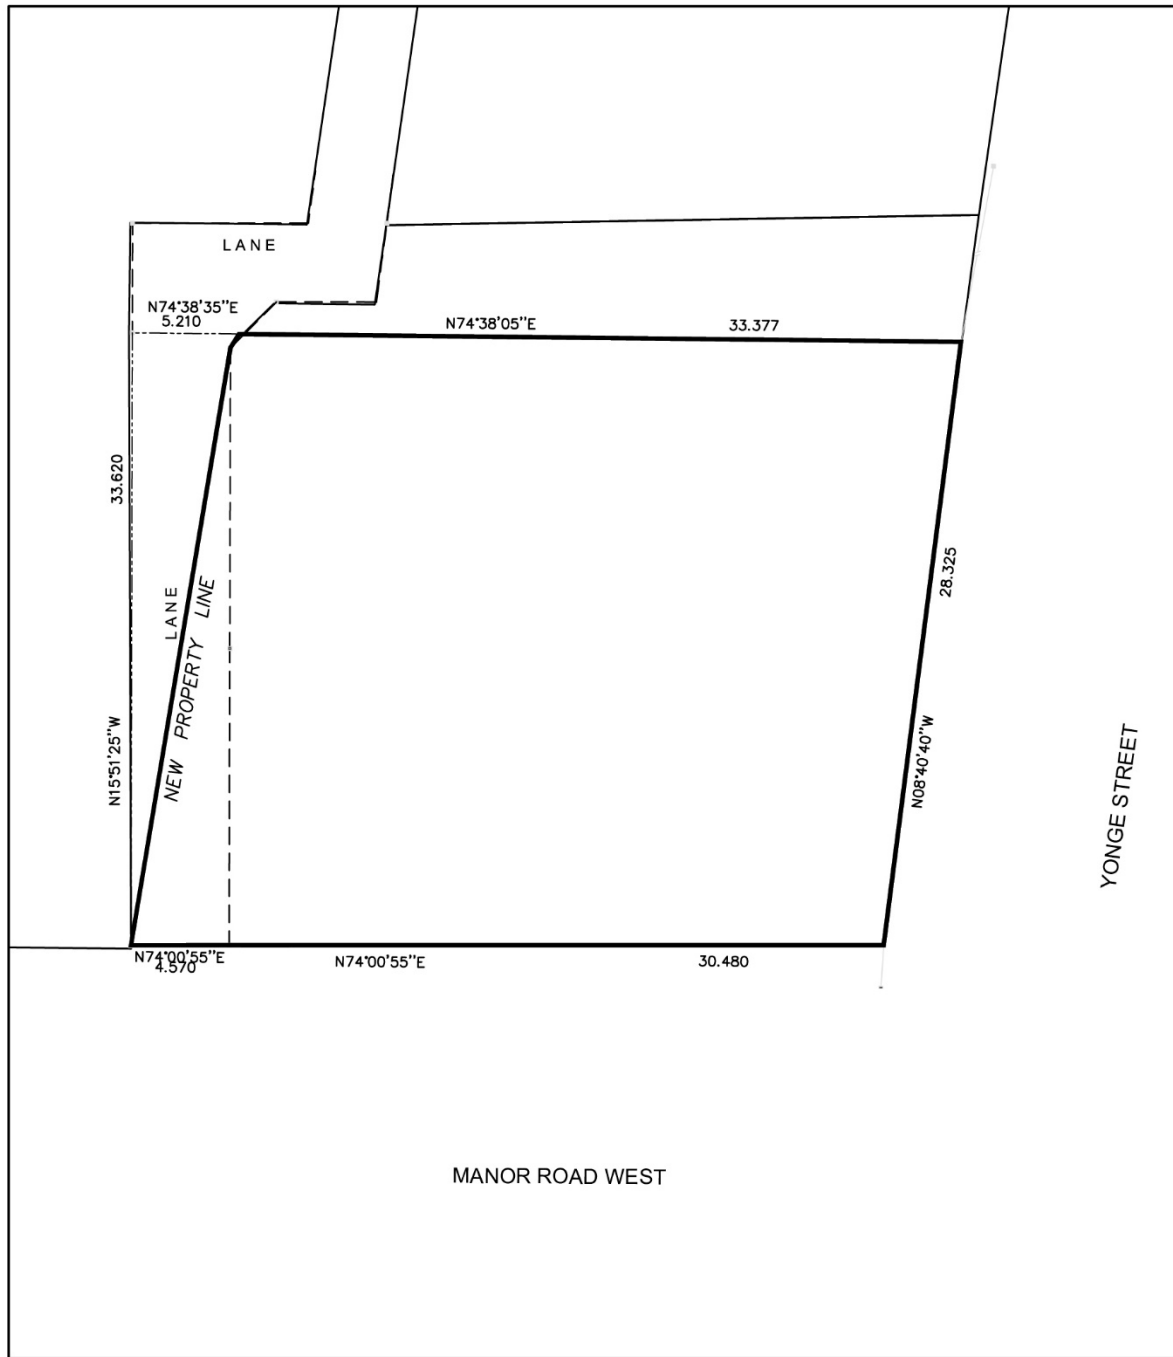 LANE
N74°38'35"E
5.210
N74°38'05"E
33.377
33.620
LANE
NEW PROPERTY LINE
28.325
N15°51'25"W
N08°40'40"W
YONGE STREET
N74°00'55"E
4.570
N74°00'55"E
30.480
MANOR ROAD WEST